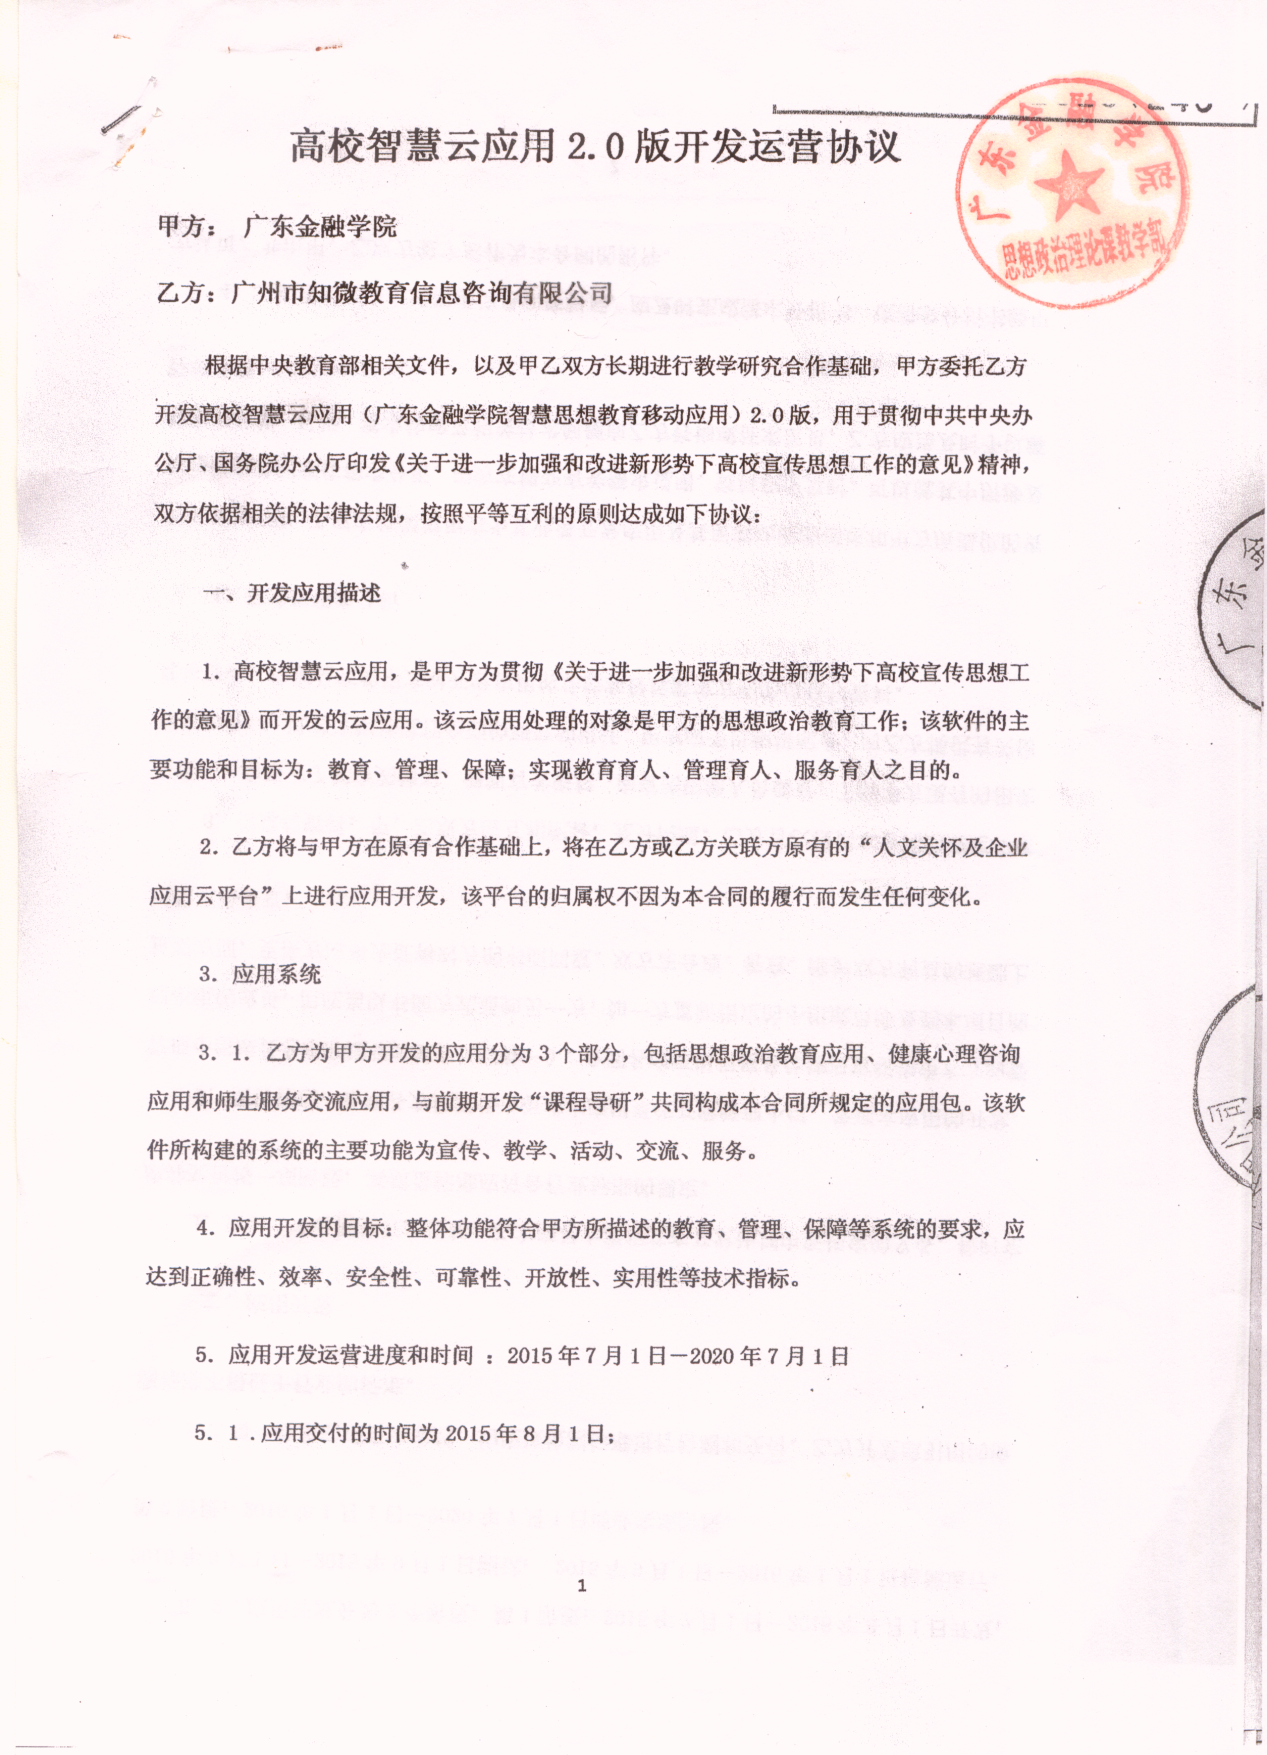 高校智慧云应用2.0版开发运营协议
广东金融学院
思想政治理论课教学部
甲方： 广东金融学院
乙方：广州市知微教育信息咨询有限公司
根据中央教育部相关文件，以及甲乙双方长期进行教学研究合作基础，甲方委托乙方
开发高校智慧云应用（广东金融学院智慧思想教育移动应用）2.0版，用于贯彻中共中央办
公厅、国务院办公厅印发《关于进一步加强和改进新形势下高校宣传思想工作的意见》精神，
双方依据相关的法律法规，按照平等互利的原则达成如下协议：
一、开发应用描述
1. 高校智慧云应用，是甲方为贯彻《关于进一步加强和改进新形势下高校宣传思想工
作的意见》而开发的云应用。该云应用处理的对象是甲方的思想政治教育工作；该软件的主
要功能和目标为：教育、管理、保障；实现教育育人、管理育人、服务育人之目的。
2. 乙方将与甲方在原有合作基础上，将在乙方或乙方关联方原有的“人文关怀及企业
应用云平台”上进行应用开发，该平台的归属权不因为本合同的履行而发生任何变化。
3. 应用系统
3. 1. 乙方为甲方开发的应用分为3个部分，包括思想政治教育应用、健康心理咨询
应用和师生服务交流应用，与前期开发“课程导研”共同构成本合同所规定的应用包。该软
件所构建的系统的主要功能为宣传、教学、活动、交流、服务。
4. 应用开发的目标：整体功能符合甲方所描述的教育、管理、保障等系统的要求，应
达到正确性、效率、安全性、可靠性、开放性、实用性等技术指标。
5. 应用开发运营进度和时间 ：2015年7月1日—2020年7月1日
5. 1 .应用交付的时间为2015年8月1日；
广东金
司
1